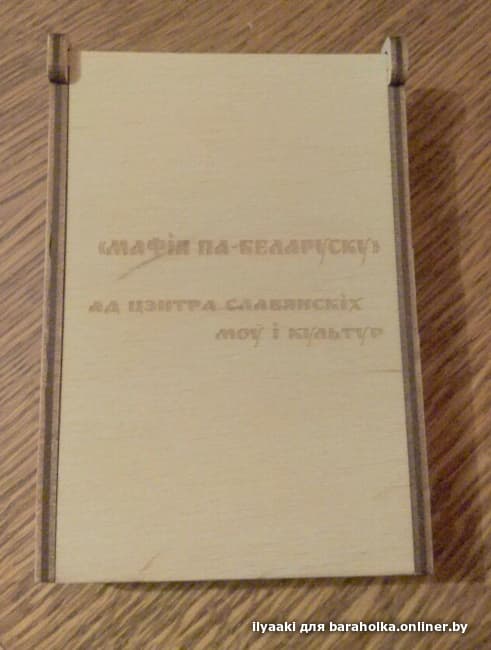 «МАФІЯ ПА-БЕЛАРУСКУ»
АД ЦЭНТРА СЛАВЯНСКІХ
МОЎ І КУЛЬТУР
ilyaaki для baraholka.onliner.by